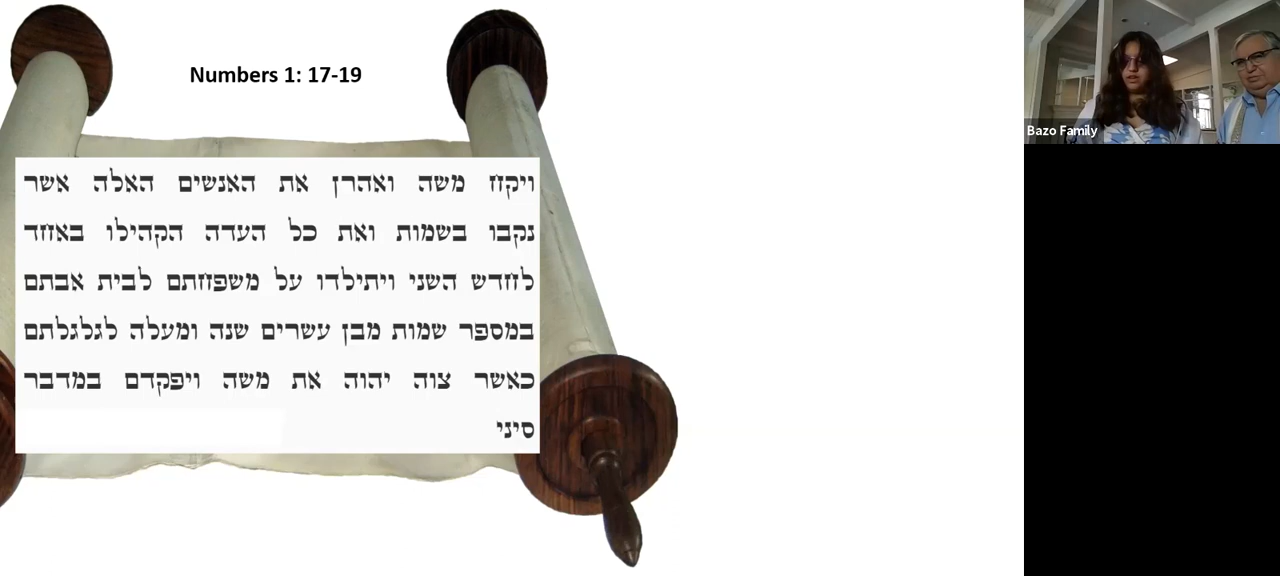 Numbers 1: 17-19
ויקח משה ואהרן את האנשים האלה אשר
נקבו בשמות ואת כל העדה הקהילו באחד
לחדש השני ויתילדו על משפחתם לבית אבתם
במספר שמות מבן עשרים שנה ומעלה לגלגלתם
כאשר צוה יהוה את משה ויפקדם במדבר
סיני
Bazo Family